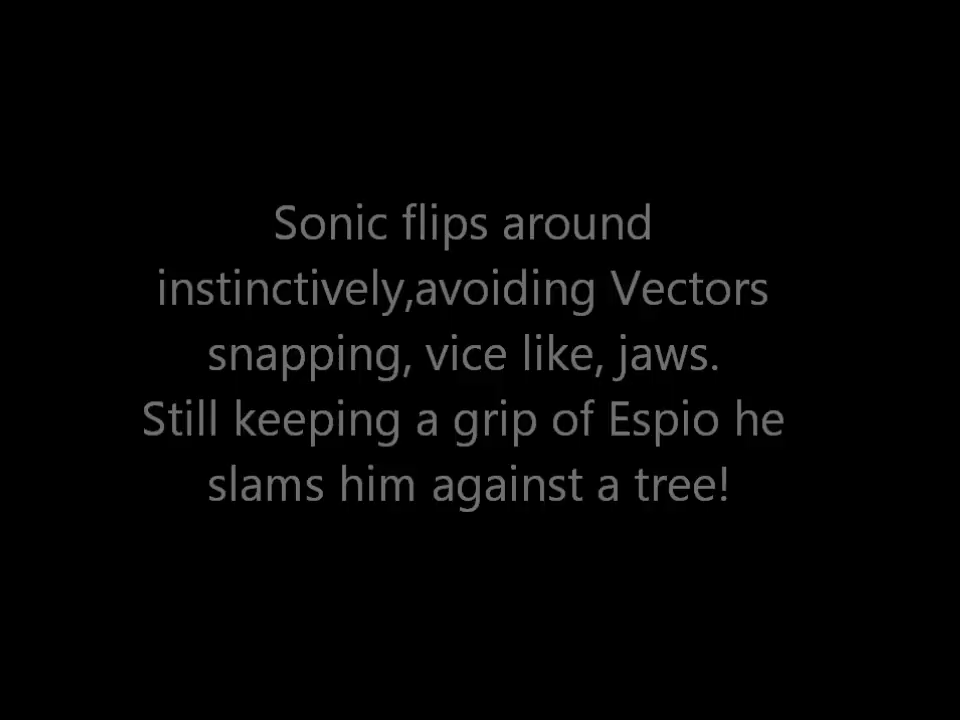 Sonic flips around
instinctively,avoiding Vectors
snapping, vice like, jaws.
Still keeping a grip of Espio he
slams him against a tree!